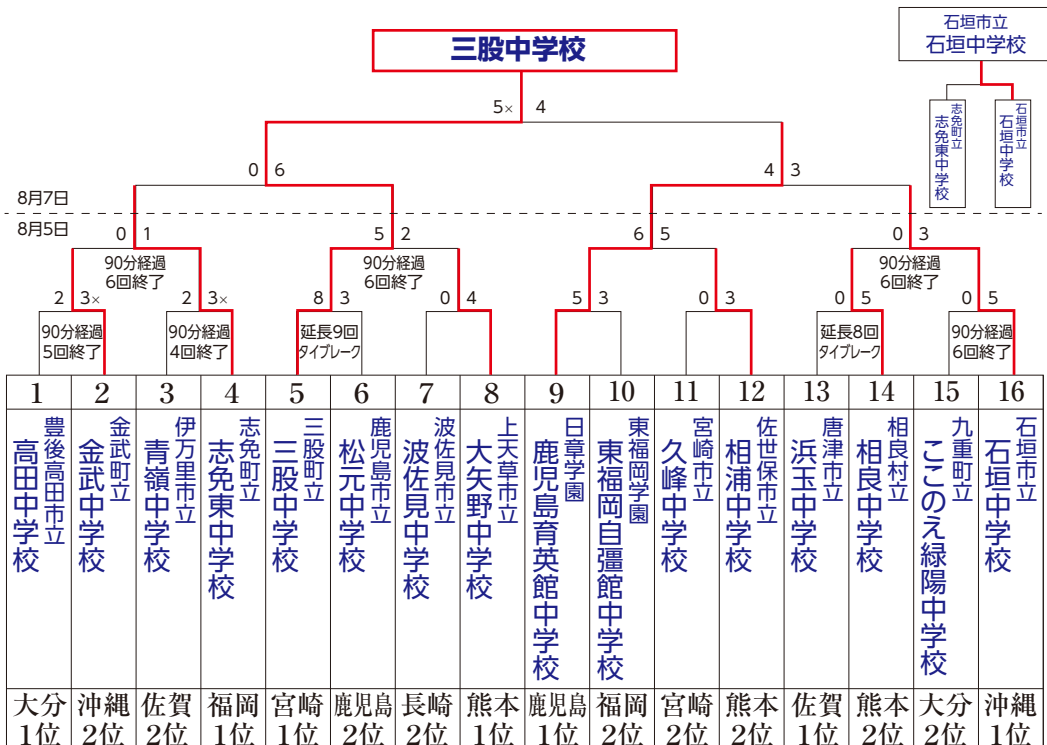 三股中学校
石垣市立
石垣中学校
志免町立
志免東中学校
石垣市立
石垣中学校
5× 4
0 6
4 3
8月7日
8月5日
0 1
90分経過
6回終了
5 2
90分経過
6回終了
6 5
0 3
90分経過
6回終了
2 3×
90分経過
5回終了
2 3×
90分経過
4回終了
8 3
延長9回
タイブレーク
0 4
5 3
0 3
0 5
延長8回
タイブレーク
0 5
90分経過
6回終了
1 2 3 4 5 6 7 8 9 10 11 12 13 14 15 16
豊後高田市立
高田中学校
金武町立
金武中学校
伊万里市立
青嶺中学校
志免町立
志免東中学校
三股町立
三股中学校
鹿児島市立
松元中学校
波佐見市立
波佐見中学校
上天草市立
大矢野中学校
日章学園
鹿児島育英館中学校
東福岡学園
東福岡自彊館中学校
宮崎市立
久峰中学校
佐世保市立
相浦中学校
唐津市立
浜玉中学校
相良村立
相良中学校
九重町立
ここのえ緑陽中学校
石垣市立
石垣中学校
大分 沖縄 佐賀 福岡 宮崎 鹿児島 長崎 熊本 鹿児島 福岡 宮崎 熊本 佐賀 熊本 大分 沖縄
1位 2位 2位 1位 1位 2位 2位 1位 1位 2位 2位 2位 1位 2位 2位 1位